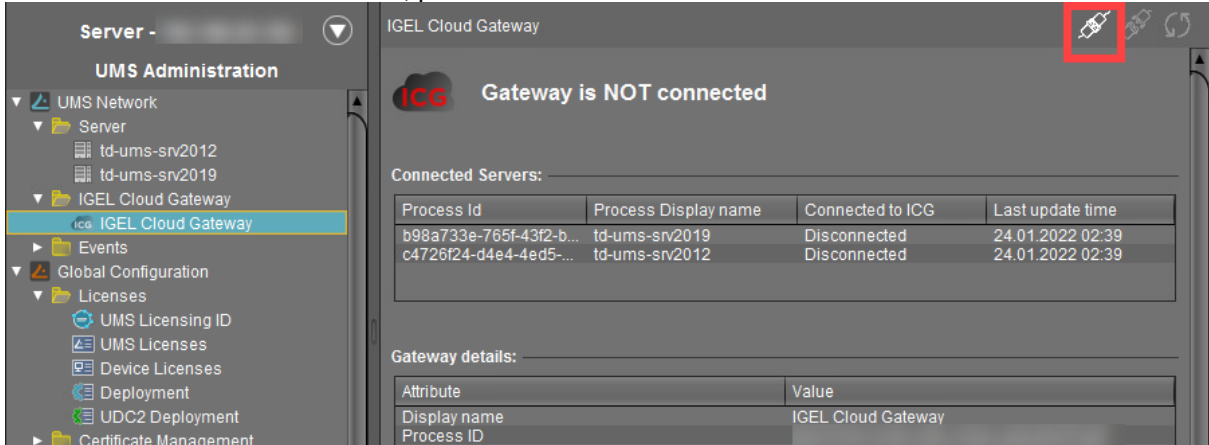 Server -
UMS Administration
UMS Network
Server
td-ums-srv2012
td-ums-srv2019
IGEL Cloud Gateway
ICG IGEL Cloud Gateway
Events
Global Configuration
Licenses
UMS Licensing ID
UMS Licenses
Device Licenses
Deployment
UDC2 Deployment
Certificate Management
IGEL Cloud Gateway
ICG Gateway is NOT connected
Connected Servers:
Process Id Process Display name Connected to ICG Last update time
b98a733e-765f-43f2-b... td-ums-srv2019 Disconnected 24.01.2022 02:39
c4726f24-d4e4-4ed5-... td-ums-srv2012 Disconnected 24.01.2022 02:39
Gateway details:
Attribute Value
Display name IGEL Cloud Gateway
Process ID